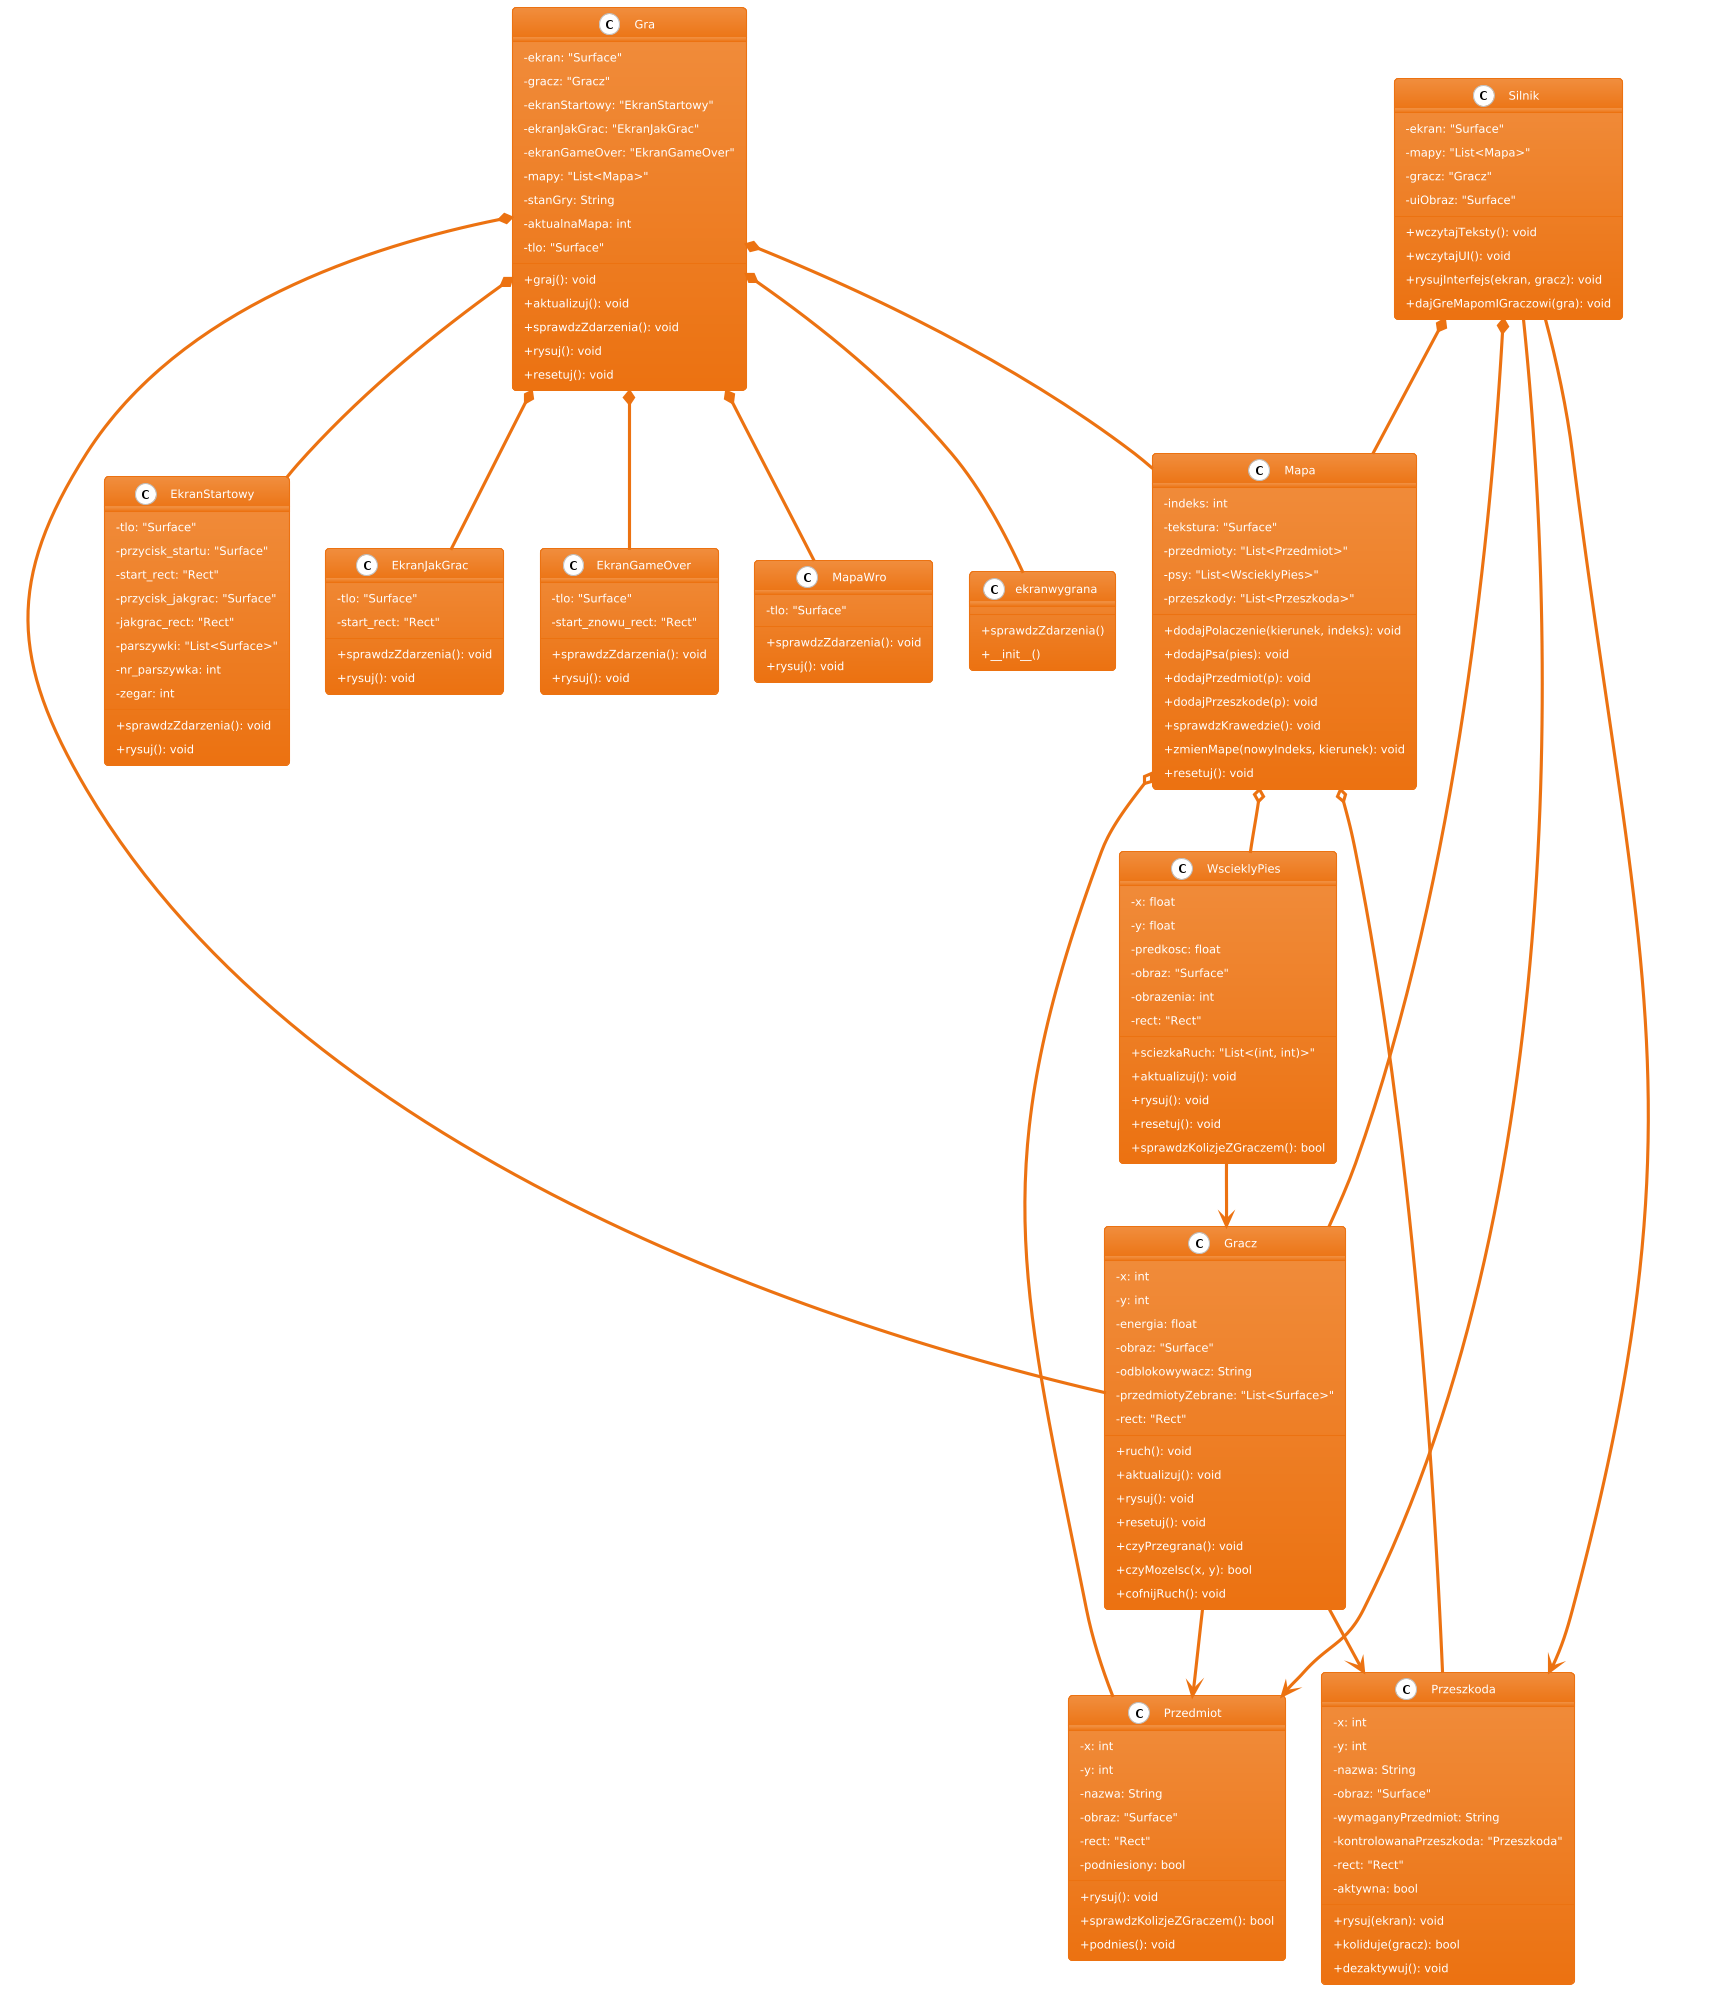 C Gra
-ekran: "Surface"
-gracz: "Gracz"
-ekranStartowy: "EkranStartowy"
-ekranJakGrac: "EkranJakGrac"
-ekranGameOver: "EkranGameOver"
-mapy: "List<Mapa>"
-stanGry: String
-aktualnaMapa: int
-tlo: "Surface"
+graj(): void
+aktualizuj(): void
+sprawdzZdarzenia(): void
+rysuj(): void
+resetuj(): void
C Silnik
-ekran: "Surface"
-mapy: "List<Mapa>"
-gracz: "Gracz"
-uiObraz: "Surface"
+wczytajTeksty(): void
+wczytajUI(): void
+rysujInterfejs(ekran, gracz): void
+dajGreMapomIGraczowi(gra): void
C EkranStartowy
-tlo: "Surface"
-przycisk_startu: "Surface"
-start_rect: "Rect"
-przycisk_jakgrac: "Surface"
-jakgrac_rect: "Rect"
-parszywki: "List<Surface>"
-nr_parszywka: int
-zegar: int
+sprawdzZdarzenia(): void
+rysuj(): void
C EkranJakGrac
-tlo: "Surface"
-start_rect: "Rect"
+sprawdzZdarzenia(): void
+rysuj(): void
C EkranGameOver
-tlo: "Surface"
-start_znowu_rect: "Rect"
+sprawdzZdarzenia(): void
+rysuj(): void
C MapaWro
-tlo: "Surface"
+sprawdzZdarzenia(): void
+rysuj(): void
C ekranwygrana
+sprawdzZdarzenia()
+__init__()
C Mapa
-indeks: int
-tekstura: "Surface"
-przedmioty: "List<Przedmiot>"
-psy: "List<WscieklyPies>"
-przeszkody: "List<Przeszkoda>"
+dodajPolaczenie(kierunek, indeks): void
+dodajPsa(pies): void
+dodajPrzedmiot(p): void
+dodajPrzeszkode(p): void
+sprawdzKrawedzie(): void
+zmienMape(nowyIndeks, kierunek): void
+resetuj(): void
C WscieklyPies
-x: float
-y: float
-predkosc: float
-obraz: "Surface"
-obrazenia: int
-rect: "Rect"
+sciezkaRuch: "List<(int, int)>"
+aktualizuj(): void
+rysuj(): void
+resetuj(): void
+sprawdzKolizjeZGraczem(): bool
C Gracz
-x: int
-y: int
-energia: float
-obraz: "Surface"
-odblokowywacz: String
-przedmiotyZebrane: "List<Surface>"
-rect: "Rect"
+ruch(): void
+aktualizuj(): void
+rysuj(): void
+resetuj(): void
+czyPrzegrana(): void
+czyMozeIsc(x, y): bool
+cofnijRuch(): void
C Przedmiot
-x: int
-y: int
-nazwa: String
-obraz: "Surface"
-rect: "Rect"
-podniesiony: bool
+rysuj(): void
+sprawdzKolizjeZGraczem(): bool
+podnies(): void
C Przeszkoda
-x: int
-y: int
-nazwa: String
-obraz: "Surface"
-wymaganyPrzedmiot: String
-kontrolowanaPrzeszkoda: "Przeszkoda"
-rect: "Rect"
-aktywna: bool
+rysuj(ekran): void
+koliduje(gracz): bool
+dezaktywuj(): void